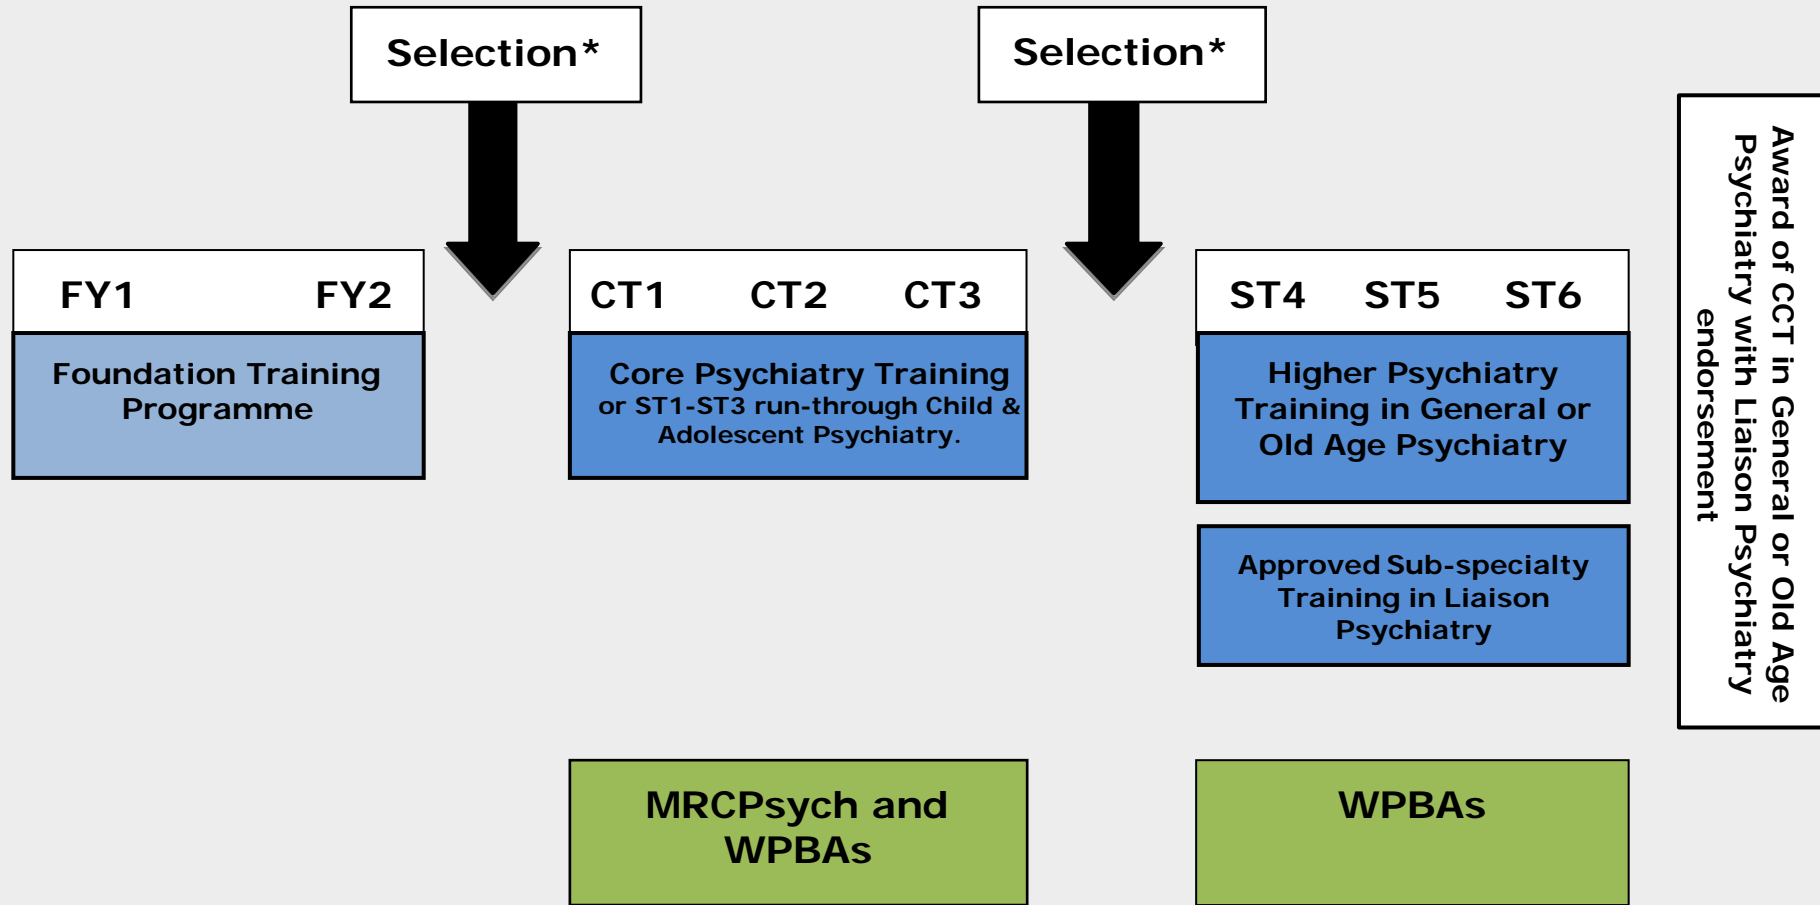 Selection*
Selection*
FY1 FY2
CT1 CT2 CT3
ST4 ST5 ST6
Foundation Training
Programme
Core Psychiatry Training
or ST1-ST3 run-through Child &
Adolescent Psychiatry.
Higher Psychiatry
Training in General or
Old Age Psychiatry
Approved Sub-specialty
Training in Liaison
Psychiatry
MRCPsych and
WPBAs
WPBAs
Award of CCT in General or Old Age
Psychiatry with Liaison Psychiatry
endorsement